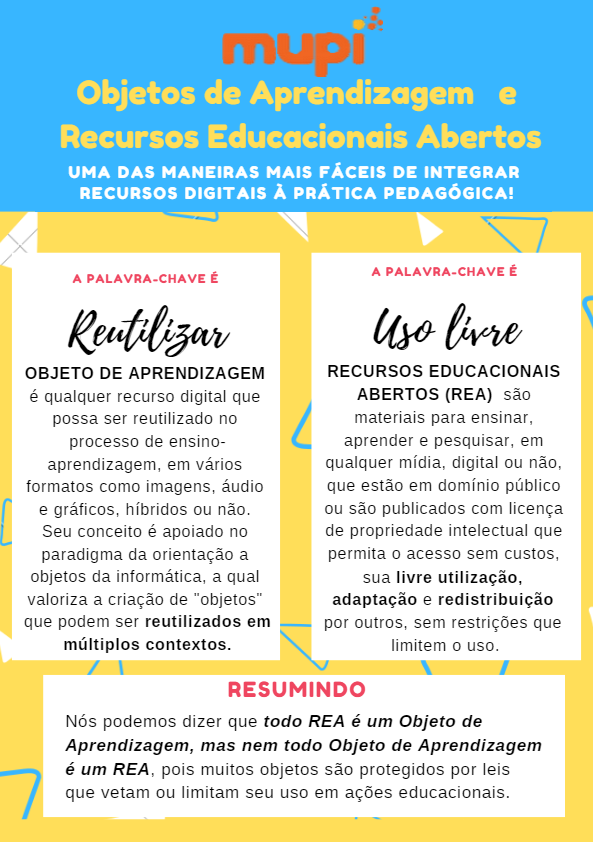 mupi
Objetos de Aprendizagem e
Recursos Educacionais Abertos
UMA DAS MANEIRAS MAIS FÁCEIS DE INTEGRAR
RECURSOS DIGITAIS À PRÁTICA PEDAGÓGICA!
A PALAVRA-CHAVE É
Reutilizar
OBJETO DE APRENDIZAGEM
é qualquer recurso digital que
possa ser reutilizado no
processo de ensino-
aprendizagem, em vários
formatos como imagens, áudio
e gráficos, híbridos ou não.
Seu conceito é apoiado no
paradigma da orientação a
objetos da informática, a qual
valoriza a criação de "objetos"
que podem ser reutilizados em
múltiplos contextos.
A PALAVRA-CHAVE É
Uso livre
RECURSOS EDUCACIONAIS
ABERTOS (REA) são
materiais para ensinar,
aprender e pesquisar, em
qualquer mídia, digital ou não,
que estão em domínio público
ou são publicados com licença
de propriedade intelectual que
permita o acesso sem custos,
sua livre utilização,
adaptação e redistribuição
por outros, sem restrições que
limitem o uso.
RESUMINDO
Nós podemos dizer que todo REA é um Objeto de
Aprendizagem, mas nem todo Objeto de Aprendizagem
é um REA, pois muitos objetos são protegidos por leis
que vetam ou limitam seu uso em ações educacionais.